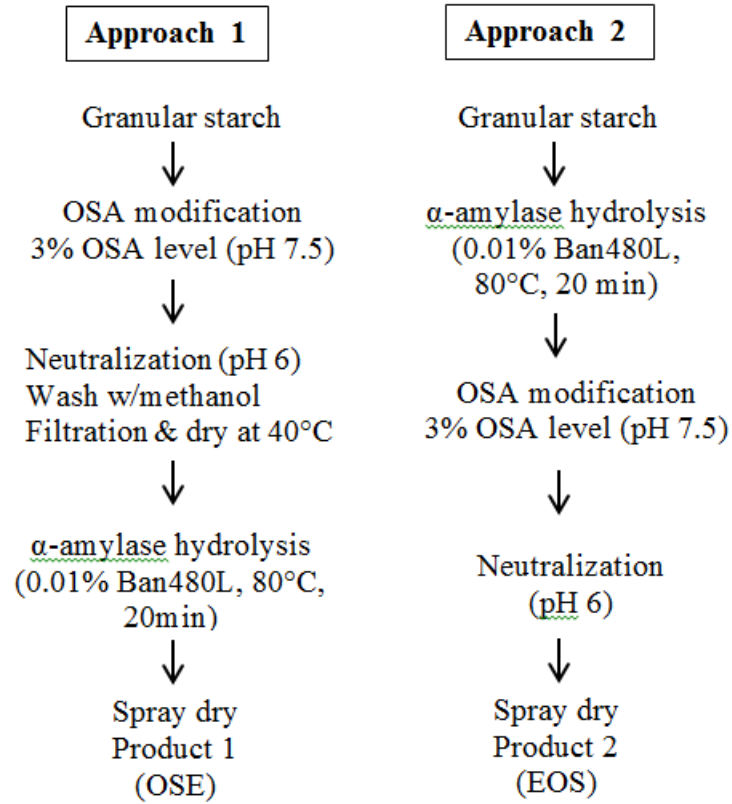 Approach 1
Granular starch
OSA modification
3% OSA level (pH 7.5)
Neutralization (pH 6)
Wash w/methanol
Filtration & dry at 40°C
α-amylase hydrolysis
(0.01% Ban480L, 80°C,
20min)
Spray dry
Product 1
(OSE)
Approach 2
Granular starch
α-amylase hydrolysis
(0.01% Ban480L,
80°C, 20 min)
OSA modification
3% OSA level (pH 7.5)
Neutralization
(pH 6)
Spray dry
Product 2
(EOS)